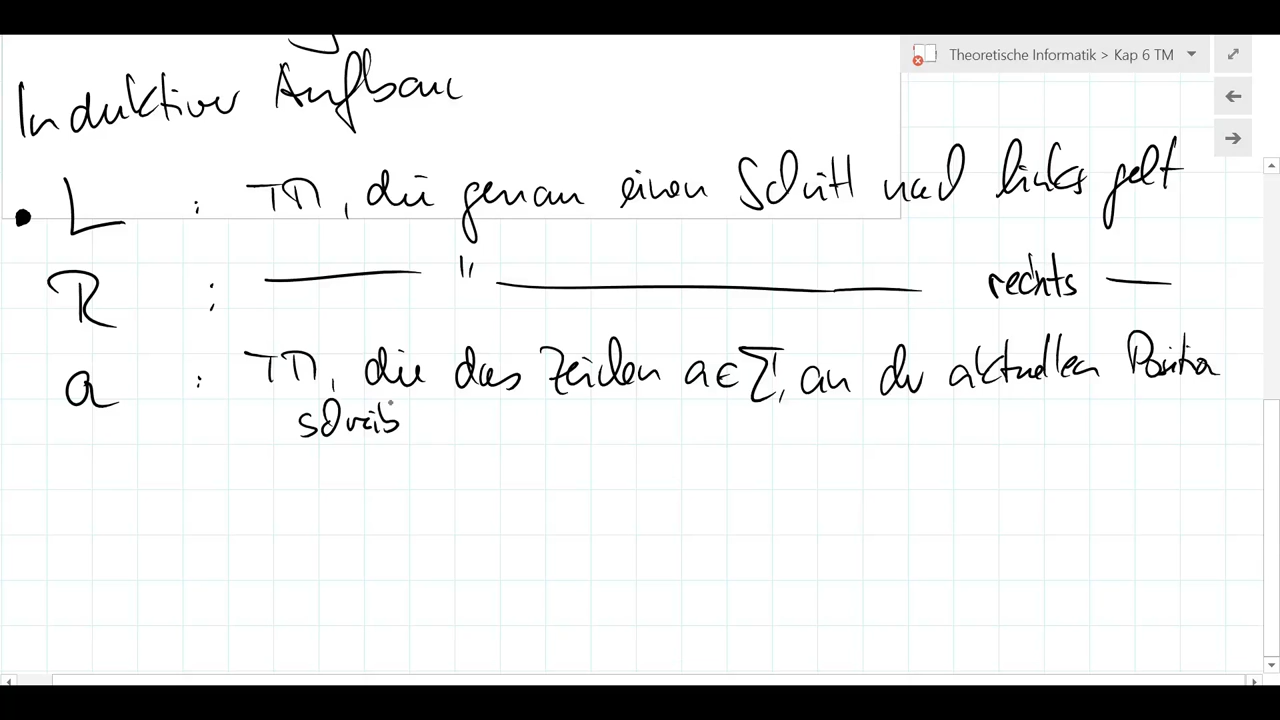 Theoretische Informatik > Kap 6 TM
Induktiver Aufbau
• L : TM, die genau einen Schritt nach links geht
R : —— " —— rechts —
a : TM, die das Zeichen a ∈ Σ, an der aktuellen Position
schreib